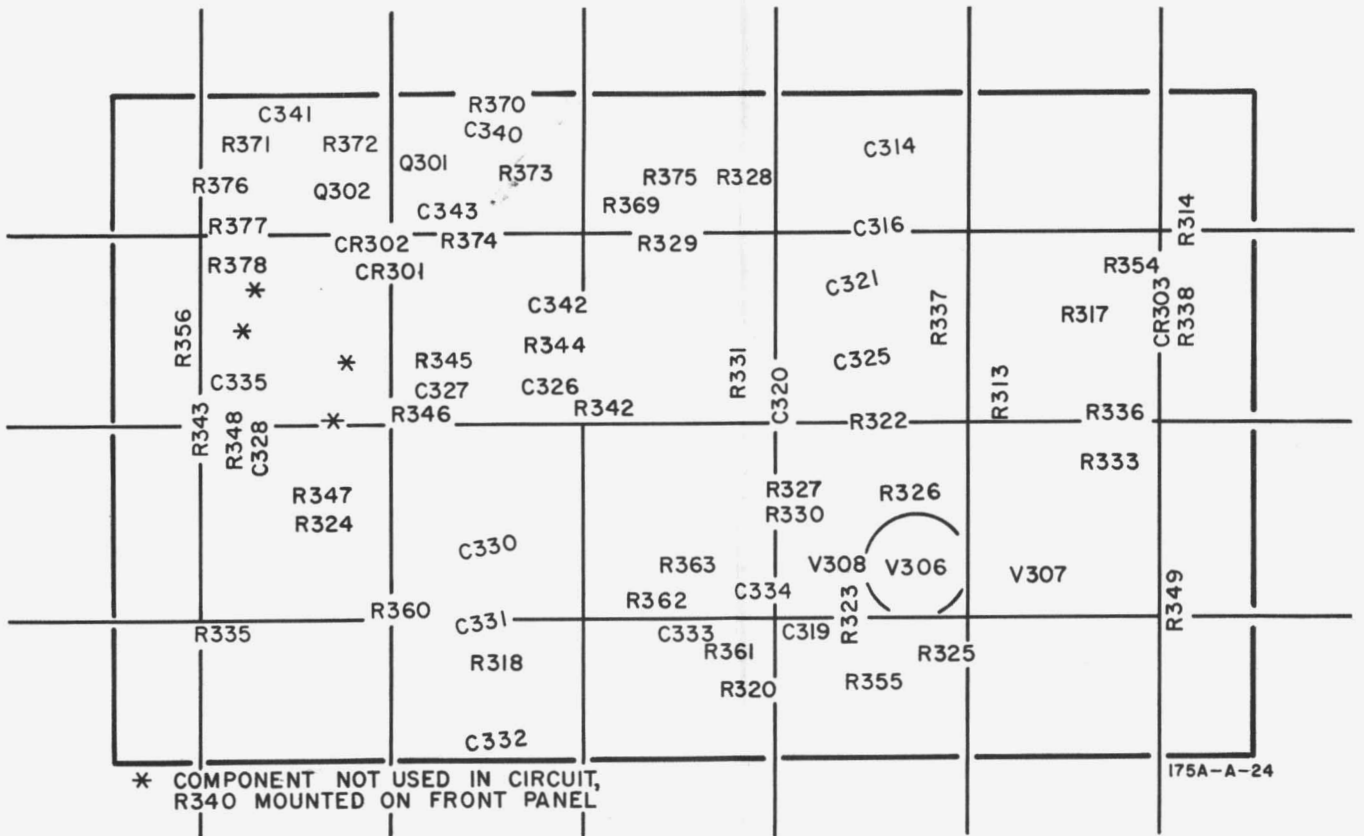 R370
C341
C340
R371 R372
C314
Q301
R373
R375 R328
R376 Q302
R369
C343
R377
C316
R314
CR302 R374 R329
R378
CR301
R354
*
C321
C342
R317
R337
CR303
R338
*
R356
R344
*
R345
C325
R331
C335
C327 C326
C320
R313
R346 R342
R336
*
R322
R343
R348
C328
R333
R347
R327 R326
R324
R330
C330
R363
V308 V306 V307
C334
R362
R360
R323
R349
C331
R335
C333
C319
R361
R325
R318
R320
R355
C332
* COMPONENT NOT USED IN CIRCUIT,
R340 MOUNTED ON FRONT PANEL
175A-A-24